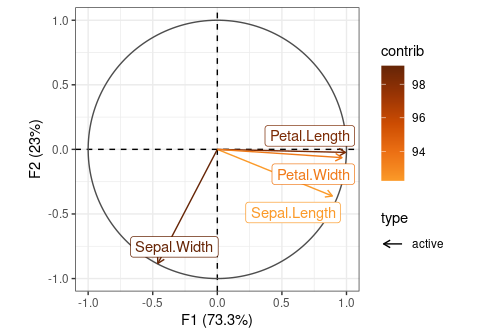 contrib
98
96
94
type
active
1.0
0.5
0.0
-0.5
-1.0
F2 (23%)
Petal.Length
Petal.Width
Sepal.Length
Sepal.Width
-1.0
-0.5
0.0
0.5
1.0
F1 (73.3%)